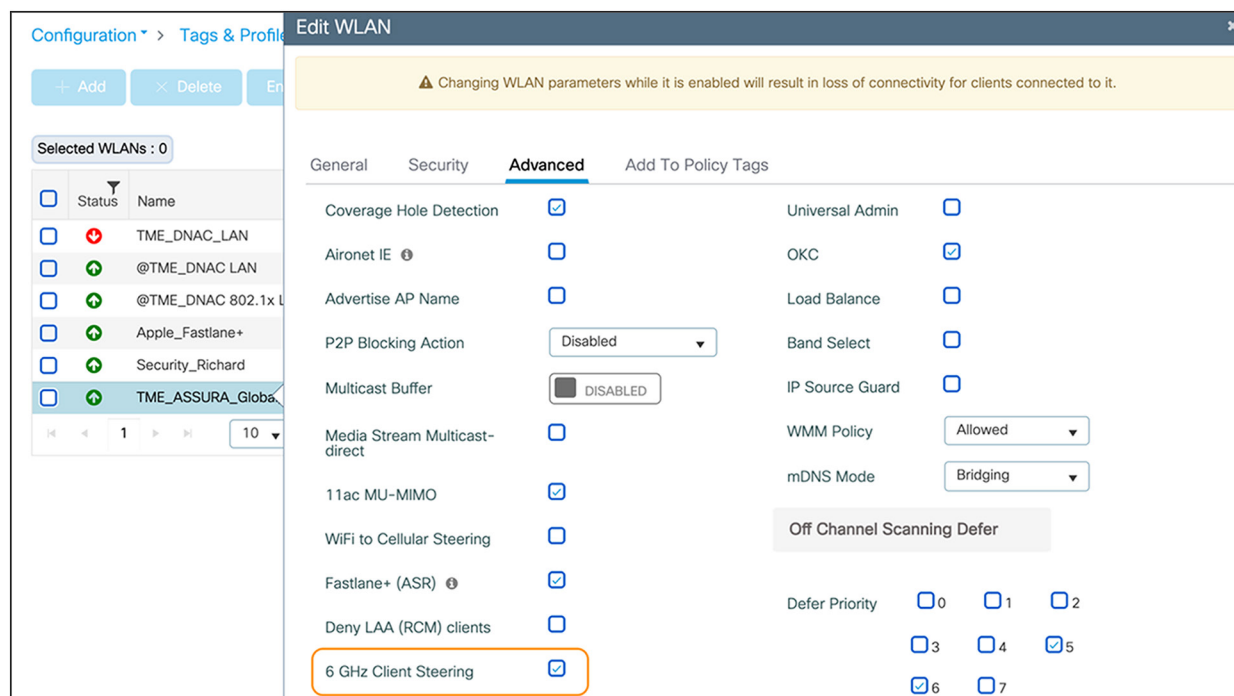 Configuration > Tags & Profile
Edit WLAN
+ Add
× Delete
En
Changing WLAN parameters while it is enabled will result in loss of connectivity for clients connected to it.
Selected WLANs : 0
Status
Name
TME_DNAC_LAN
@TME_DNAC LAN
@TME_DNAC 802.1x L
Apple_Fastlane+
Security_Richard
TME_ASSURA_Global
1
10
General
Security
Advanced
Add To Policy Tags
Coverage Hole Detection
Aironet IE
Advertise AP Name
P2P Blocking Action
Disabled
Multicast Buffer
DISABLED
Media Stream Multicast-
direct
11ac MU-MIMO
WiFi to Cellular Steering
Fastlane+ (ASR)
Deny LAA (RCM) clients
6 GHz Client Steering
Universal Admin
OKC
Load Balance
Band Select
IP Source Guard
WMM Policy
Allowed
mDNS Mode
Bridging
Off Channel Scanning Defer
Defer Priority
0 1 2
3 4 5
6 7